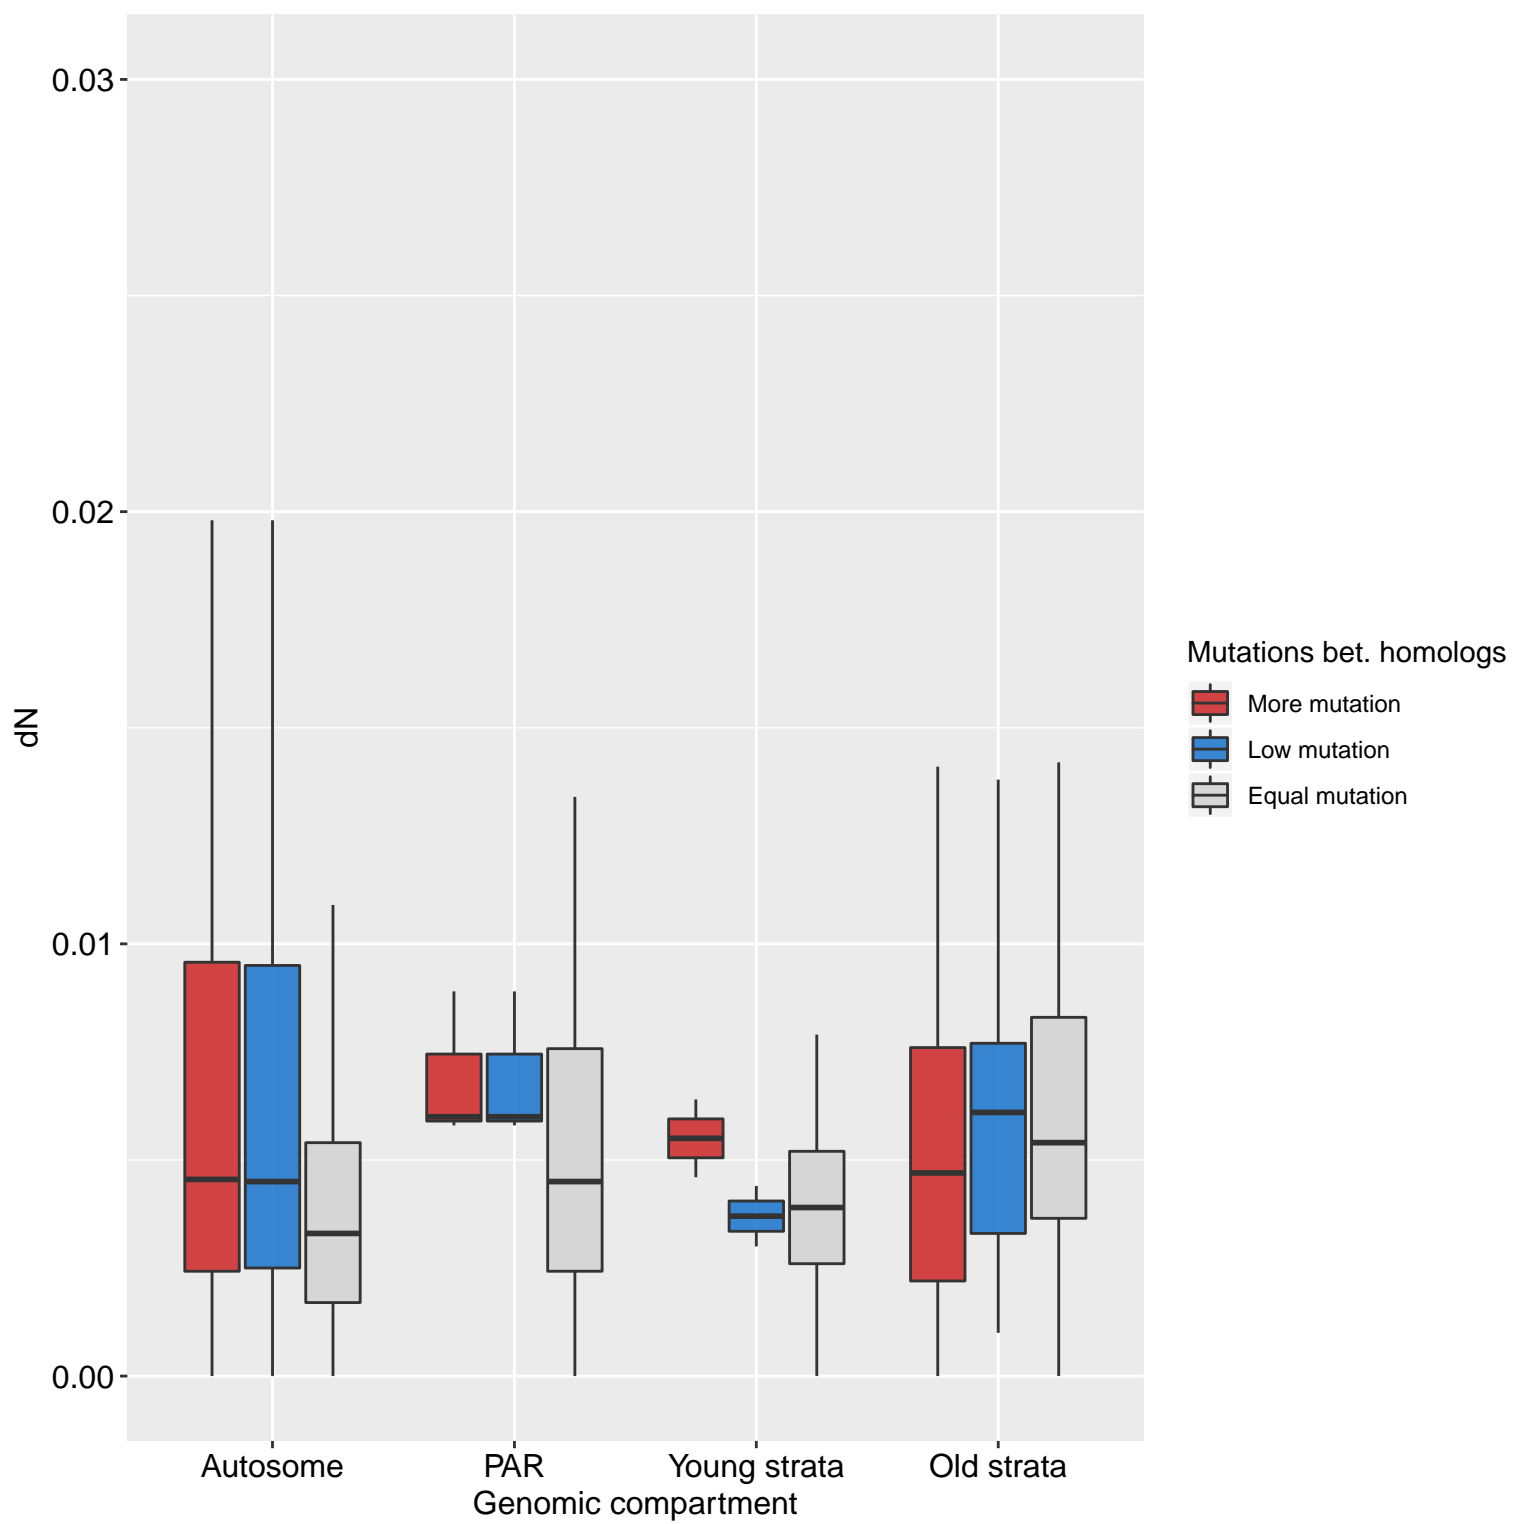 0.03
0.02
0.01
0.00
dN
Autosome
PAR
Young strata
Old strata
Genomic compartment
Mutations bet. homologs
More mutation
Low mutation
Equal mutation